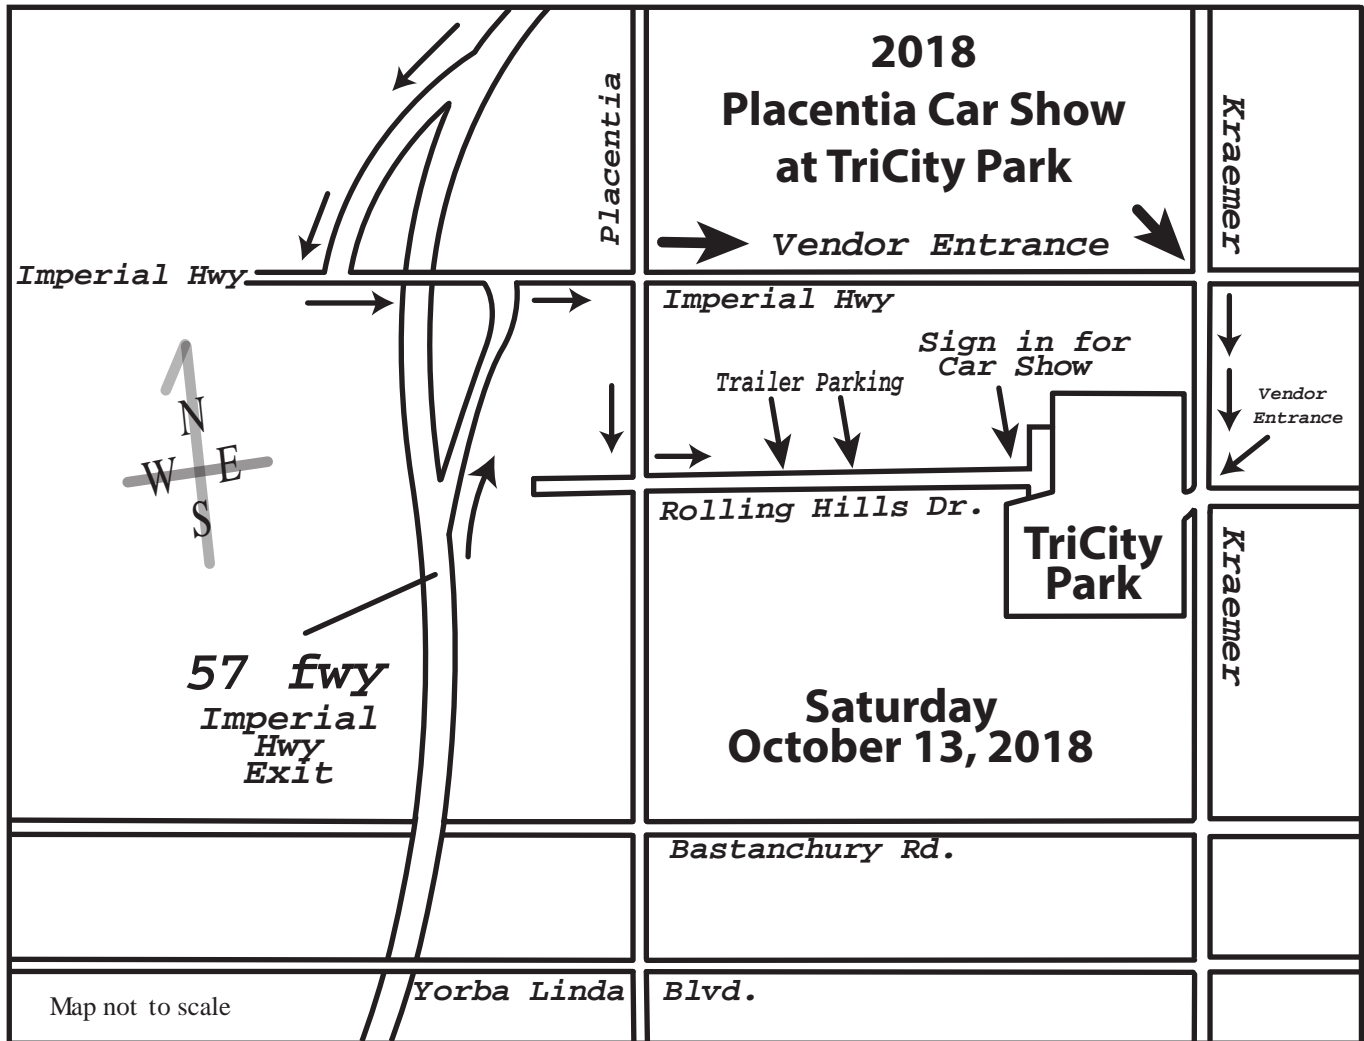 2018
Placentia Car Show
at TriCity Park
Placentia
Kraemer
Vendor Entrance
Imperial Hwy
Imperial Hwy
Sign in for
Car Show
Trailer Parking
Vendor
Entrance
N
W E
S
Rolling Hills Dr.
TriCity
Park
Kraemer
57 fwy
Imperial
Hwy
Exit
Saturday
October 13, 2018
Bastanchury Rd.
Map not to scale
Yorba Linda Blvd.